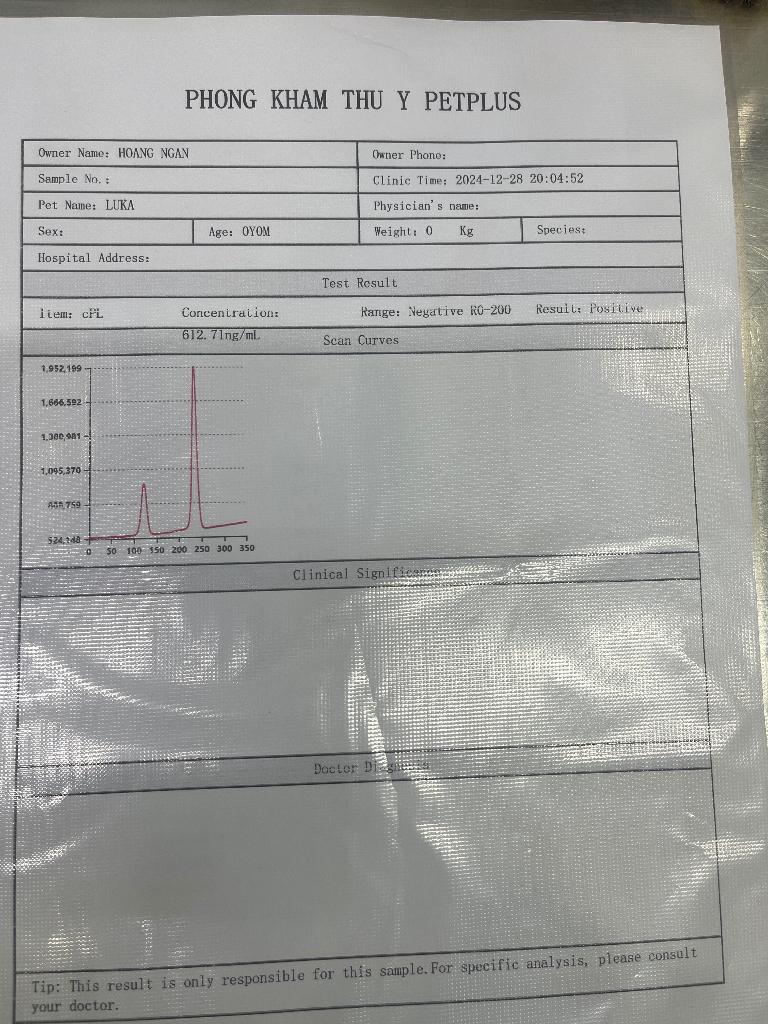 PHONG KHAM THU Y PETPLUS
Owner Name: HOANG NGAN Owner Phone:
Sample No.: Clinic Time: 2024-12-28 20:04:52
Pet Name: LUKA Physician's name:
Sex: Age: 0Y0M Weight: 0 Kg Species:
Hospital Address:
Test Result
Item: cPL Concentration: Range: Negative R0-200 Result: Positive
612.71ng/mL
Scan Curves
1,952,199
1,666,592
1,380,981
1,095,370
524,148
0 50 100 150 200 250 300 350
Clinical Significance
Doctor Diagnosis
Tip: This result is only responsible for this sample.For specific analysis, please consult
your doctor.